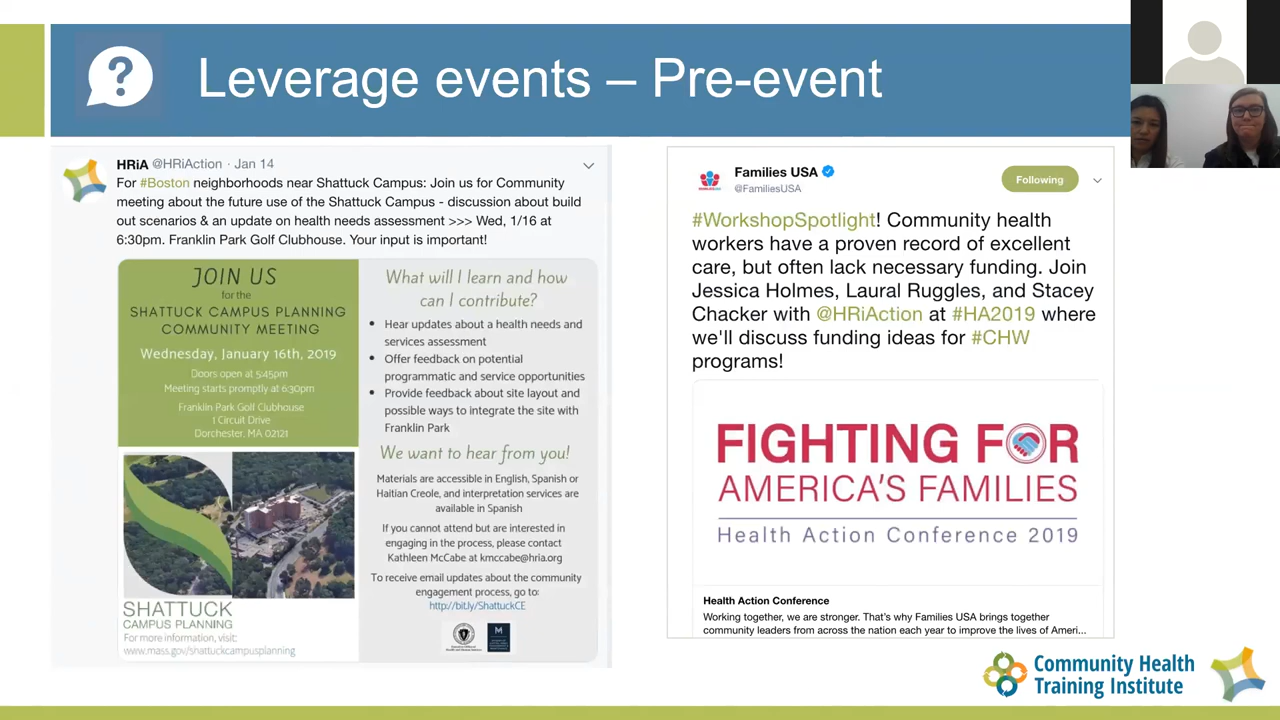 ?
Leverage events – Pre-event
HRiA @HRiAction · Jan 14
For #Boston neighborhoods near Shattuck Campus: Join us for Community
meeting about the future use of the Shattuck Campus - discussion about build
out scenarios & an update on health needs assessment >>> Wed, 1/16 at
6:30pm. Franklin Park Golf Clubhouse. Your input is important!
JOIN US
for the
SHATTUCK CAMPUS PLANNING
COMMUNITY MEETING
Wednesday, January 16th, 2019
Doors open at 5:45pm
Meeting starts promptly at 6:30pm
Franklin Park Golf Clubhouse
1 Circuit Drive
Dorchester, MA 02121
SHATTUCK
CAMPUS PLANNING
For more information, visit:
www.mass.gov/shattuckcampusplanning
What will I learn and how
can I contribute?
• Hear updates about a health needs and
services assessment
• Offer feedback on potential
programmatic and service opportunities
• Provide feedback about site layout and
possible ways to integrate the site with
Franklin Park
We want to hear from you!
Materials are accessible in English, Spanish or
Haitian Creole, and interpretation services are
available in Spanish
If you cannot attend but are interested in
engaging in the process, please contact
Kathleen McCabe at kmccabe@hria.org
To receive email updates about the community
engagement process, go to:
http://bit.ly/ShattuckCE
Families USA
@FamiliesUSA
Following
#WorkshopSpotlight! Community health
workers have a proven record of excellent
care, but often lack necessary funding. Join
Jessica Holmes, Laural Ruggles, and Stacey
Chacker with @HRiAction at #HA2019 where
we'll discuss funding ideas for #CHW
programs!
FIGHTING FOR
AMERICA'S FAMILIES
Health Action Conference 2019
Health Action Conference
Working together, we are stronger. That's why Families USA brings together
community leaders from across the nation each year to improve the lives of Ameri...
Community Health
Training Institute